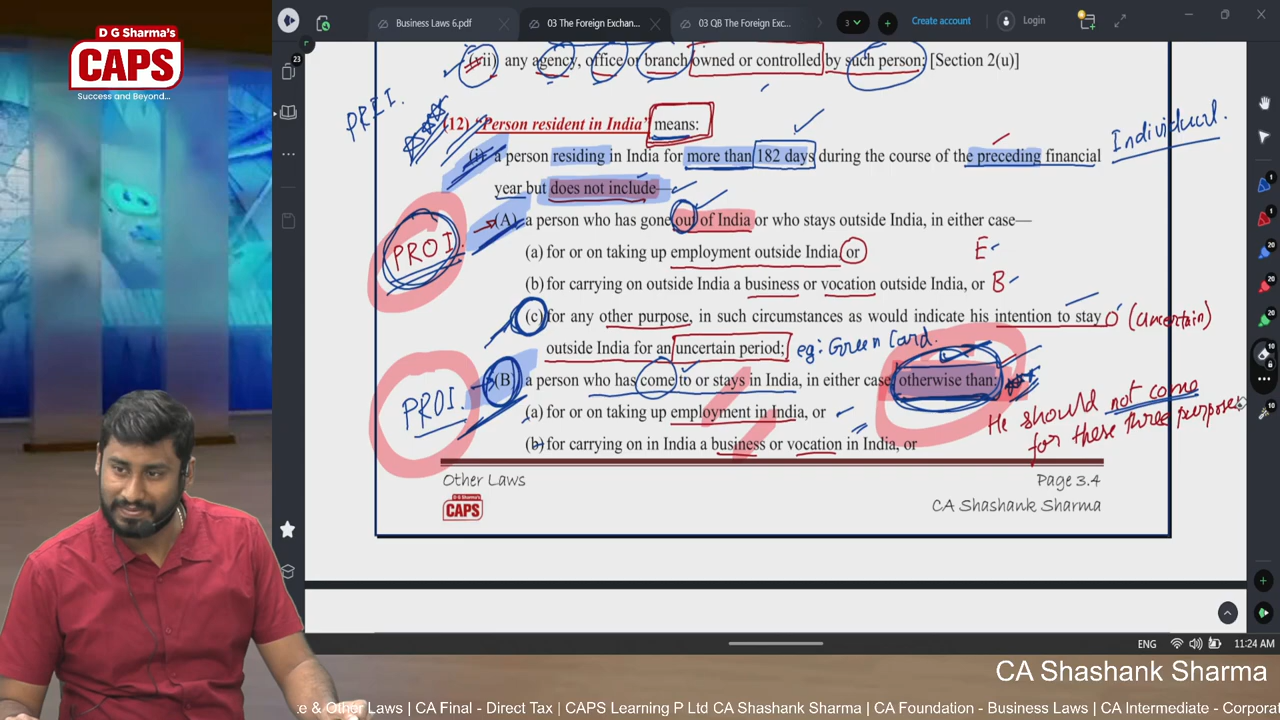 D G Sharma's
CAPS
Success and Beyond...
Business Laws 6.pdf
03 The Foreign Exchan...
03 QB The Foreign Exc...
3
Create account
Login
23
(vii) any agency, office or branch owned or controlled by such person; [Section 2(u)]
PREI.
(12) "Person resident in India" means:
(i) a person residing in India for more than 182 days during the course of the preceding financial
Individual.
year but does not include—
PROI
(A) a person who has gone out of India or who stays outside India, in either case—
(a) for or on taking up employment outside India, or
E
(b) for carrying on outside India a business or vocation outside India, or
B
(c) for any other purpose, in such circumstances as would indicate his intention to stay
O (uncertain)
outside India for an uncertain period;
eg: Green Card.
PROI.
(B) a person who has come to or stays in India, in either case otherwise than:
(a) for or on taking up employment in India, or
He should not come
for these three purposes
(b) for carrying on in India a business or vocation in India, or
Other Laws
Page 3.4
D G Sharma's
CAPS
CA Shashank Sharma
ENG
11:24 AM
CA Shashank Sharma
e & Other Laws | CA Final - Direct Tax | CAPS Learning P Ltd CA Shashank Sharma | CA Foundation - Business Laws | CA Intermediate - Corporat